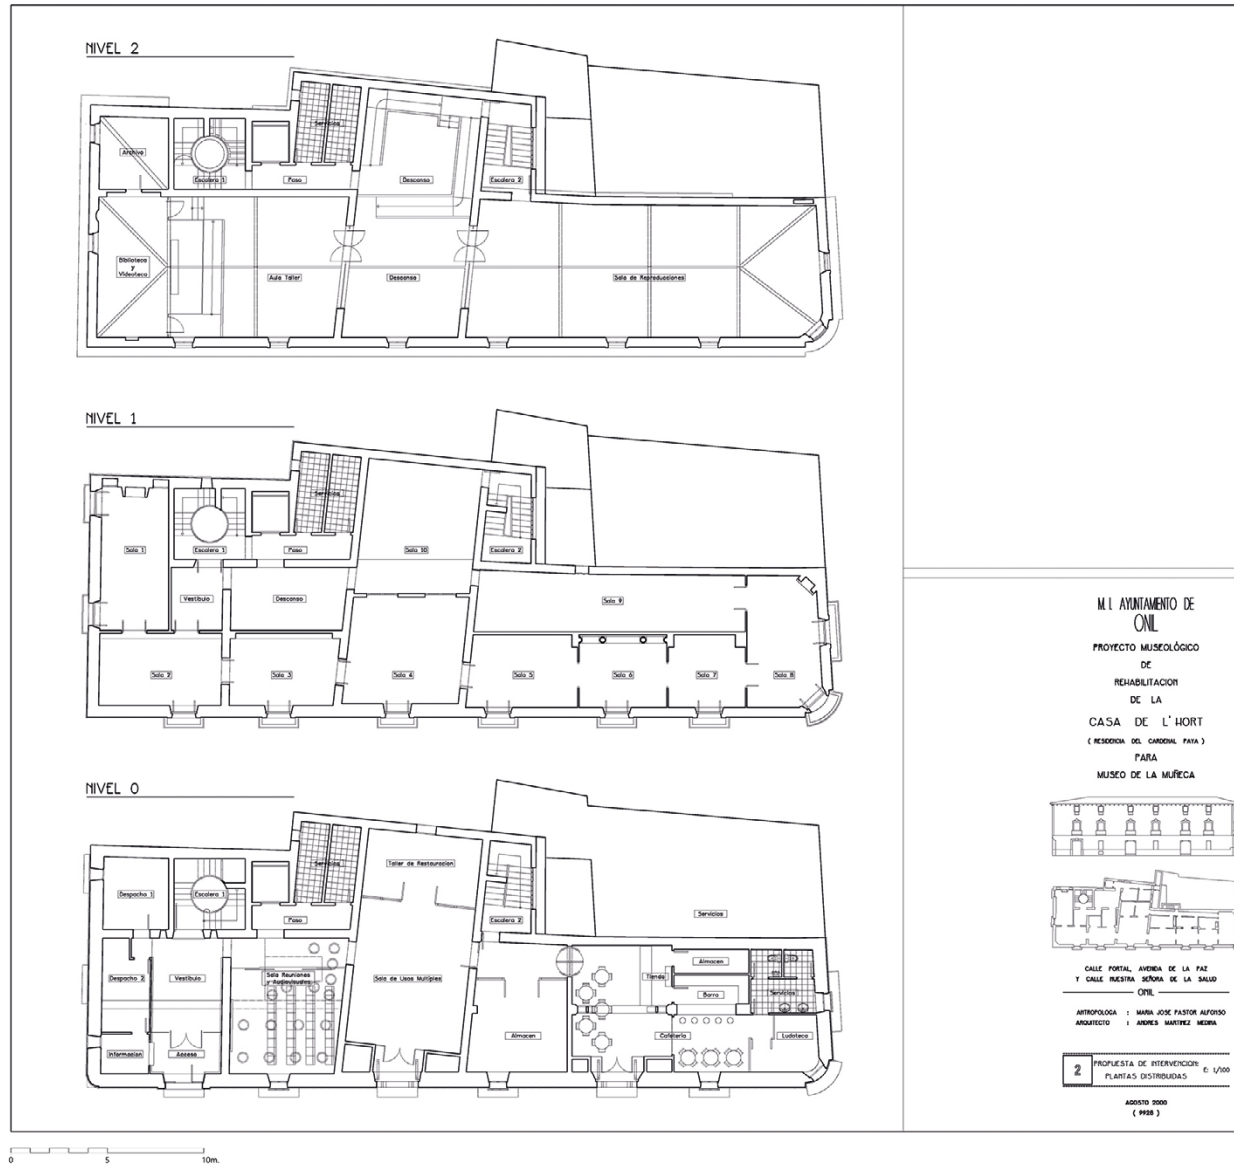 NIVEL 2
Servicios
Archivo
Escalera 1
Paso
Descanso
Escalera 2
Biblioteca
y
Videoteca
Aula Taller
Descanso
Sala de Reproducciones
NIVEL 1
Servicios
Sala 1
Escalera 1
Paso
Sala 10
Escalera 2
Vestibulo
Descanso
Sala 9
Sala 2
Sala 3
Sala 4
Sala 5
Sala 6
Sala 7
Sala 8
NIVEL 0
Servicios
Taller de Restauracion
Despacho 1
Escalera 1
Paso
Escalera 2
Servicios
Despacho 2
Vestibulo
Sala Reuniones
y Audiovisuales
Sala de Usos Multiples
Tienda
Almacen
Barra
Servicios
Informacion
Acceso
Almacen
Cafeteria
Ludoteca
M. I. AYUNTAMIENTO DE
ONIL
PROYECTO MUSEOLÓGICO
DE
REHABILITACION
DE LA
CASA DE L'HORT
( RESIDENCIA DEL CARDENAL PAYA )
PARA
MUSEO DE LA MUÑECA
CALLE PORTAL, AVENIDA DE LA PAZ
Y CALLE NUESTRA SEÑORA DE LA SALUD
ONIL
ANTROPOLOGA : MARIA JOSE PASTOR ALFONSO
ARQUITECTO : ANDRES MARTINEZ MEDINA
2
PROPUESTA DE INTERVENCION:
PLANTAS DISTRIBUIDAS
E: 1/100
AGOSTO 2000
( 9928 )
0 5 10m.